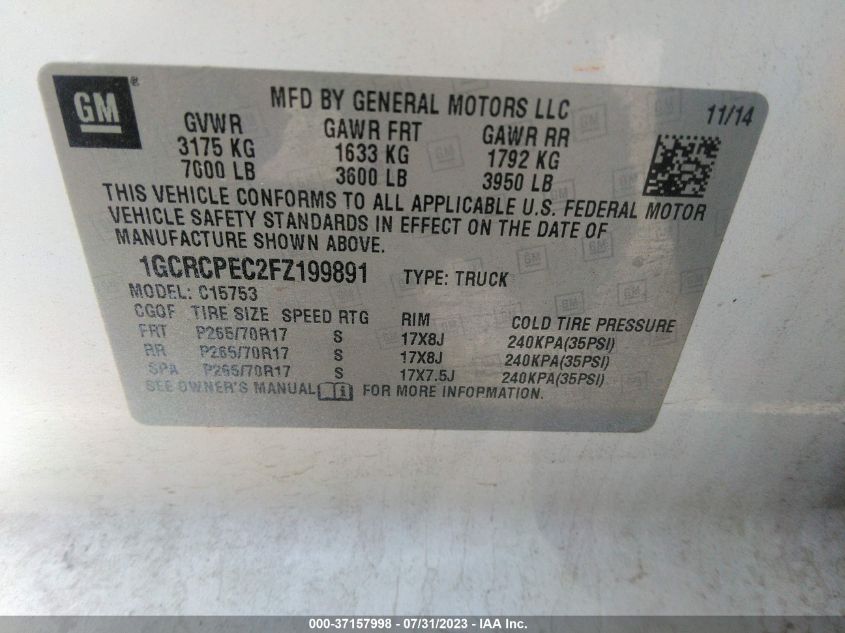 GM ®
MFD BY GENERAL MOTORS LLC 11/14
GVWR GAWR FRT GAWR RR
3175 KG 1633 KG 1792 KG
7000 LB 3600 LB 3950 LB
THIS VEHICLE CONFORMS TO ALL APPLICABLE U.S. FEDERAL MOTOR
VEHICLE SAFETY STANDARDS IN EFFECT ON THE DATE OF
MANUFACTURE SHOWN ABOVE.
1GCRCPEC2FZ199891 TYPE: TRUCK
MODEL: C15753
CGQF TIRE SIZE SPEED RTG RIM COLD TIRE PRESSURE
FRT P265/70R17 S 17X8J 240KPA(35PSI)
RR P265/70R17 S 17X8J 240KPA(35PSI)
SPA P265/70R17 S 17X7.5J 240KPA(35PSI)
SEE OWNER'S MANUAL FOR MORE INFORMATION.
000-37157998 - 07/31/2023 - © IAA Inc.